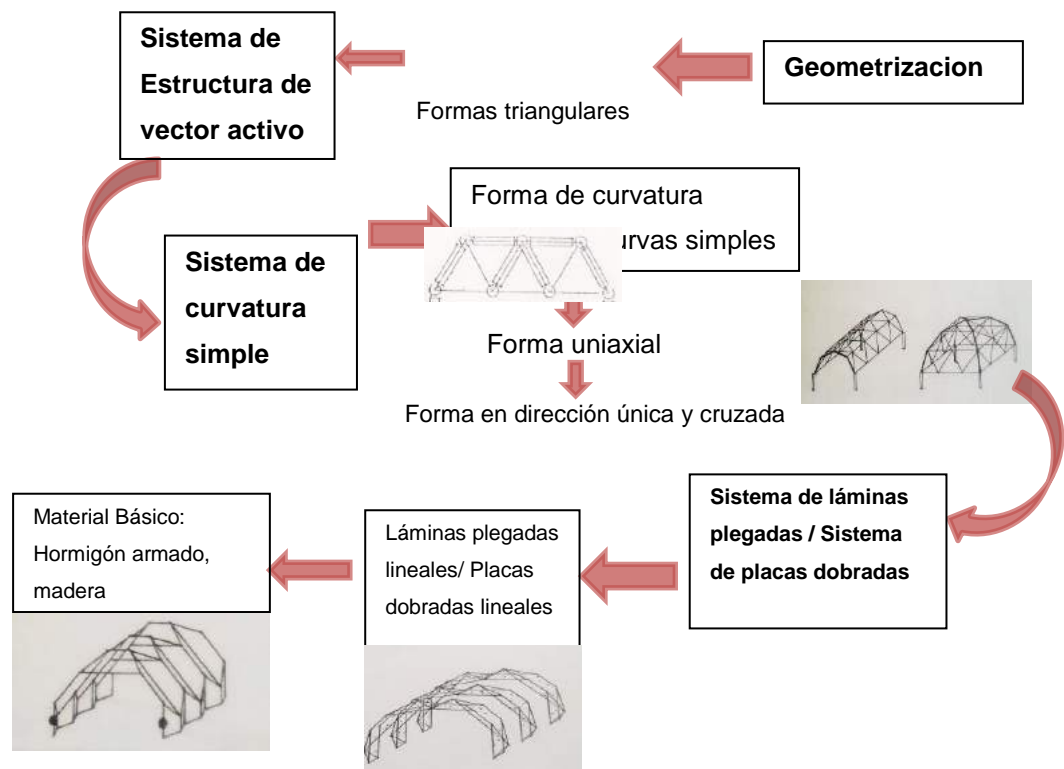 Sistema de
Estructura de
vector activo
Geometrizacion
Formas triangulares
Forma de curvatura
urvas simples
Sistema de
curvatura
simple
Forma uniaxial
Forma en dirección única y cruzada
Sistema de láminas
plegadas / Sistema
de placas dobradas
Láminas plegadas
lineales/ Placas
dobradas lineales
Material Básico:
Hormigón armado,
madera